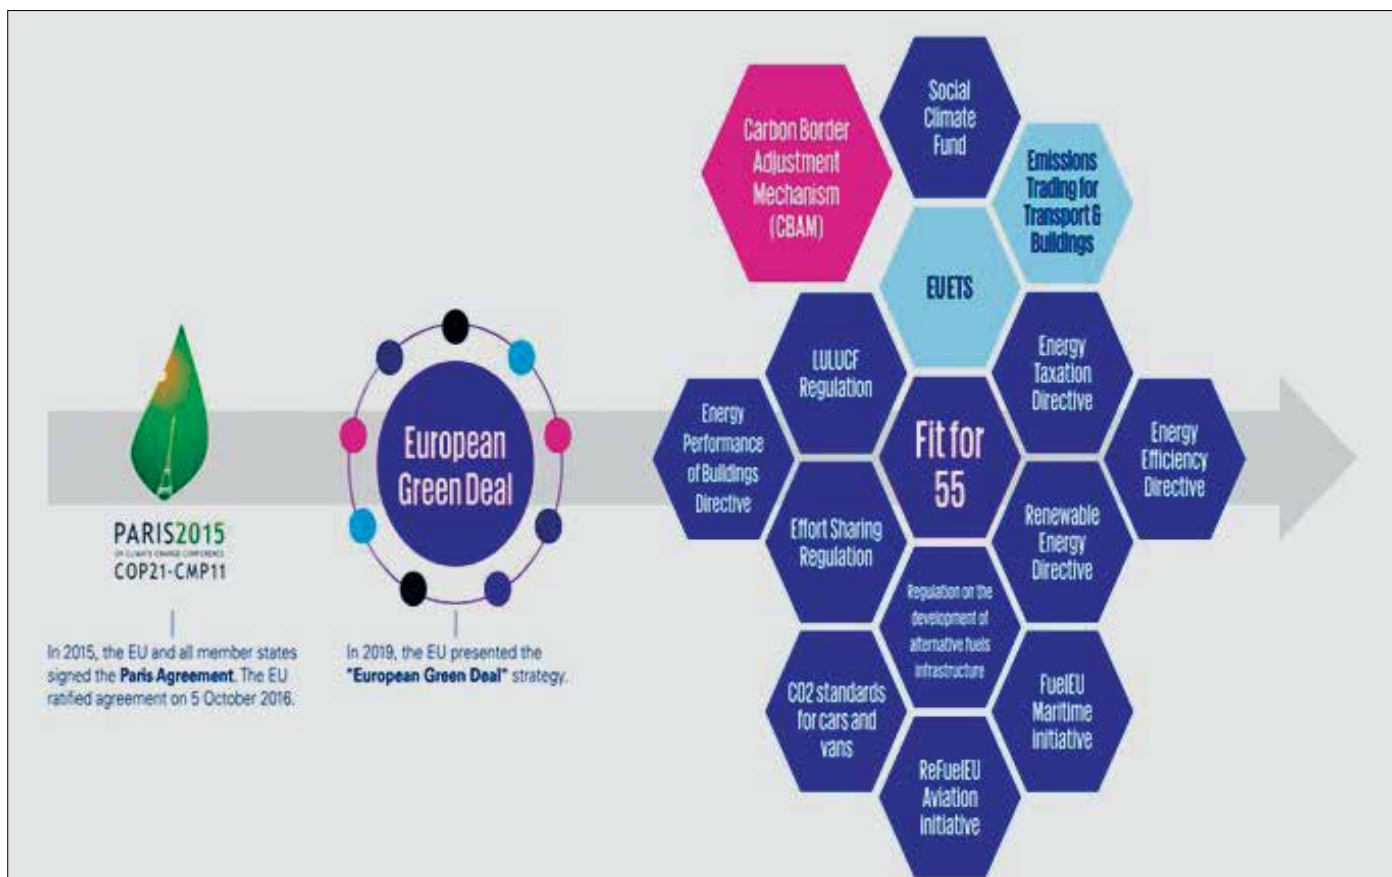 PARIS2015
UN CLIMATE CHANGE CONFERENCE
COP21-CMP11
In 2015, the EU and all member states
signed the Paris Agreement. The EU
ratified agreement on 5 October 2016.
European
Green Deal
In 2019, the EU presented the
"European Green Deal" strategy.
Carbon Border
Adjustment
Mechanism
(CBAM)
Social
Climate
Fund
Emissions
Trading for
Transport &
Buildings
EU ETS
LULUCF
Regulation
Energy
Taxation
Directive
Energy
Performance
of Buildings
Directive
Fit for
55
Energy
Efficiency
Directive
Effort Sharing
Regulation
Renewable
Energy
Directive
Regulation on the
development of
alternative fuels
infrastructure
CO2 standards
for cars and
vans
FuelEU
Maritime
Initiative
ReFuelEU
Aviation
Initiative